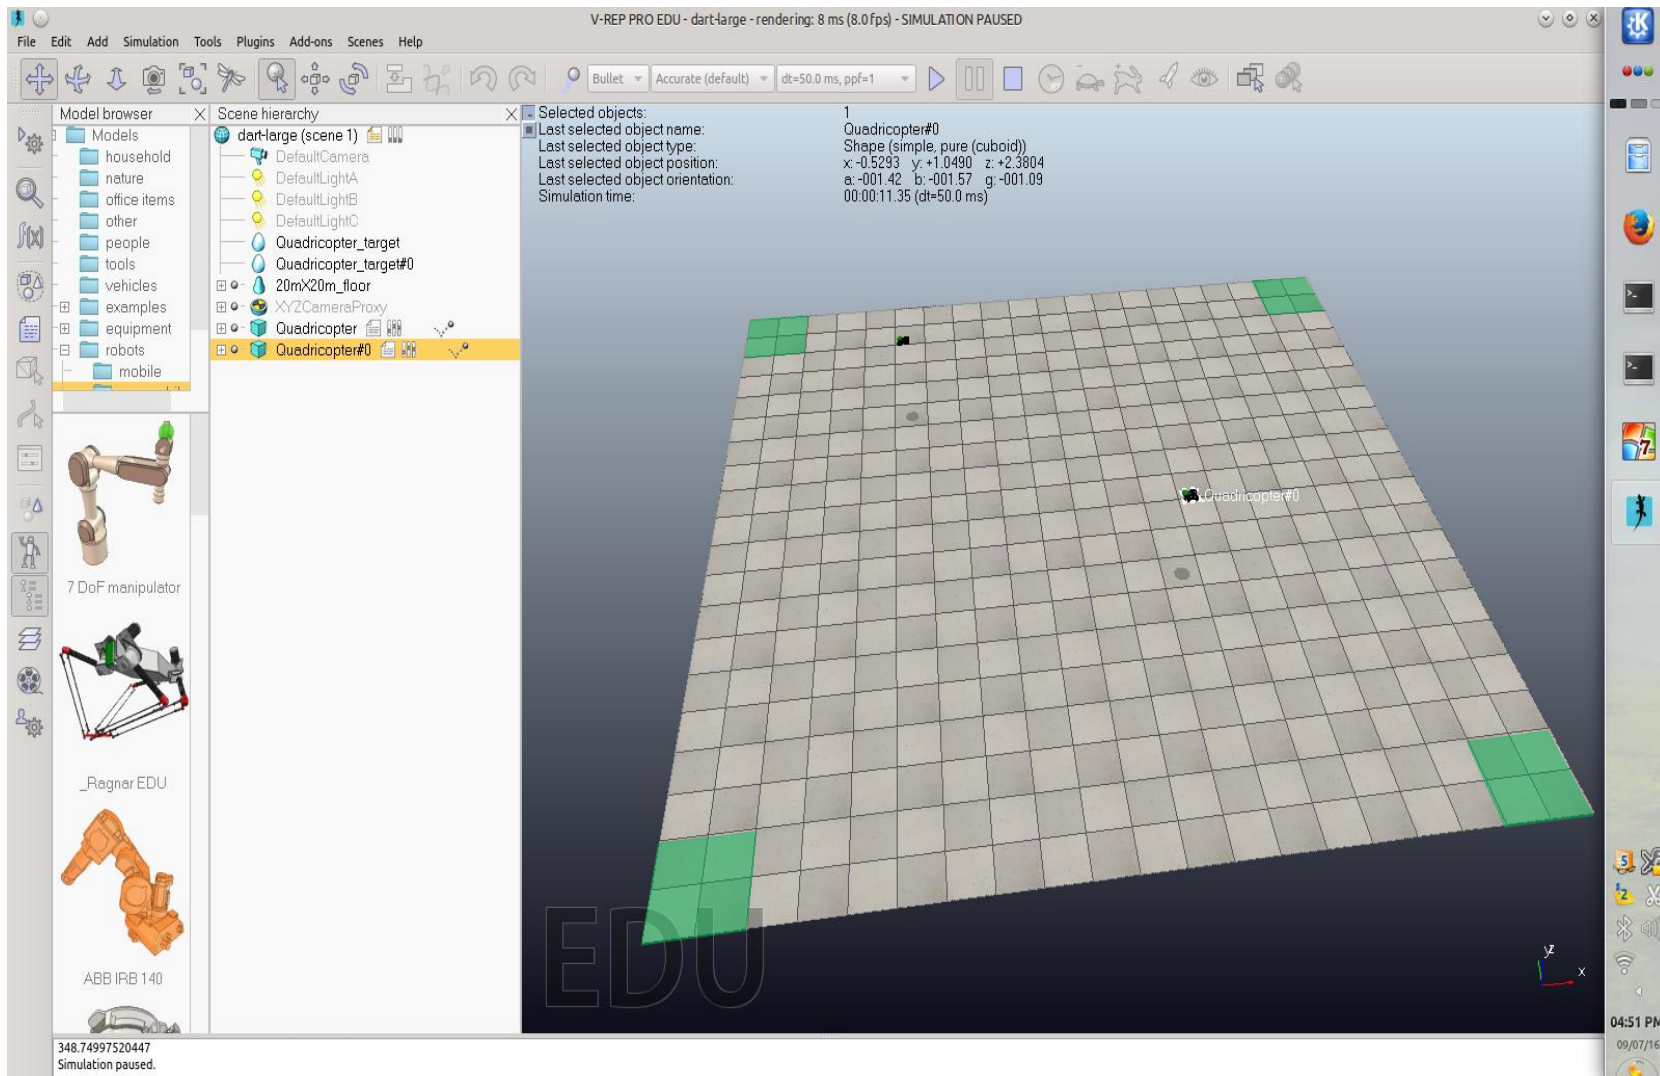 V-REP PRO EDU - dart-large - rendering: 8 ms (8.0 fps) - SIMULATION PAUSED
File Edit Add Simulation Tools Plugins Add-ons Scenes Help
Bullet Accurate (default) dt=50.0 ms, ppf=1
Model browser
Models
household
nature
office items
other
people
tools
vehicles
examples
equipment
robots
mobile
7 DoF manipulator
_Ragnar EDU
ABB IRB 140
Scene hierarchy
dart-large (scene 1)
DefaultCamera
DefaultLightA
DefaultLightB
DefaultLightC
Quadricopter_target
Quadricopter_target#0
20mX20m_floor
XYZCameraProxy
Quadricopter
Quadricopter#0
Selected objects: 1
Last selected object name: Quadricopter#0
Last selected object type: Shape (simple, pure (cuboid))
Last selected object position: x: -0.5293 y: +1.0490 z: +2.3804
Last selected object orientation: a: -001.42 b: -001.57 g: -001.09
Simulation time: 00:00:11.35 (dt=50.0 ms)
Quadricopter#0
EDU
x
348.74997520447
Simulation paused.
04:51 PM
09/07/16